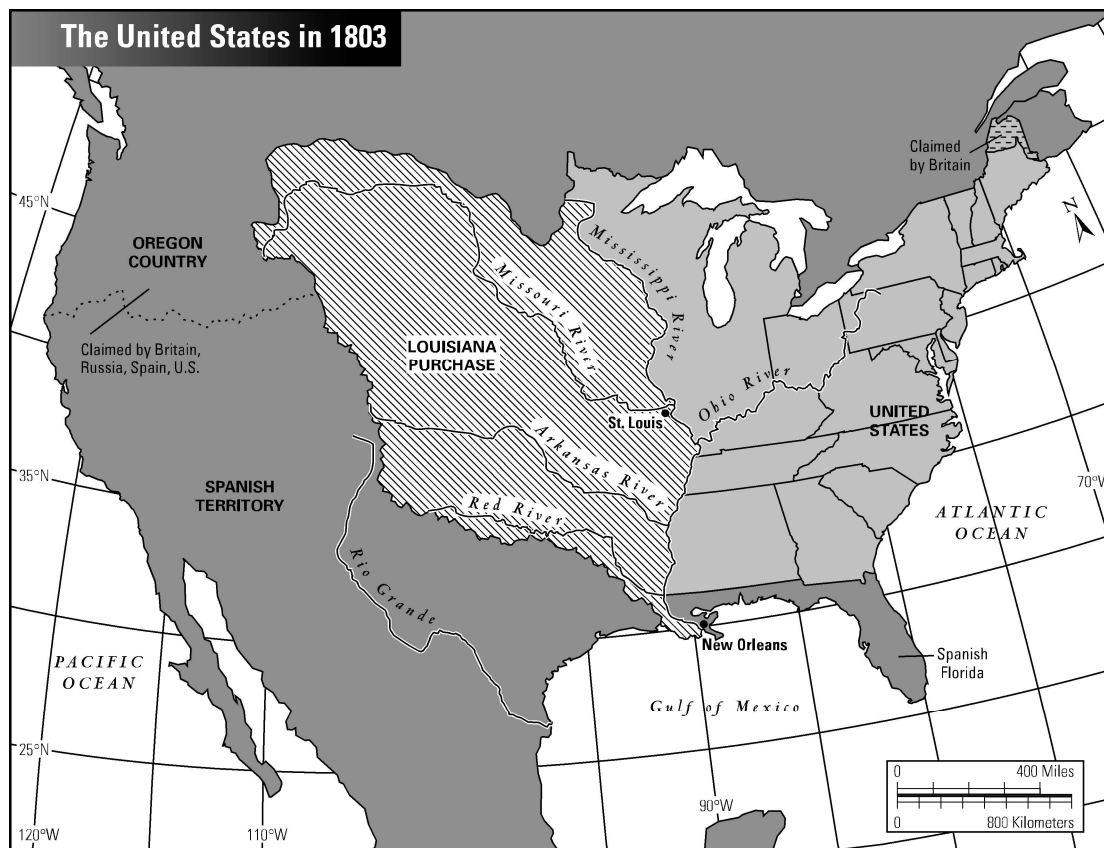 The United States in 1803
Claimed
by Britain
N
45°N
OREGON
COUNTRY
Mississippi River
Missouri River
Claimed by Britain,
Russia, Spain, U.S.
LOUISIANA
PURCHASE
Ohio River
St. Louis
UNITED
STATES
Arkansas River
35°N
SPANISH
TERRITORY
Red River
70°W
ATLANTIC
OCEAN
Rio Grande
New Orleans
PACIFIC
OCEAN
Spanish
Florida
Gulf of Mexico
25°N
0 400 Miles
0 800 Kilometers
90°W
120°W
110°W